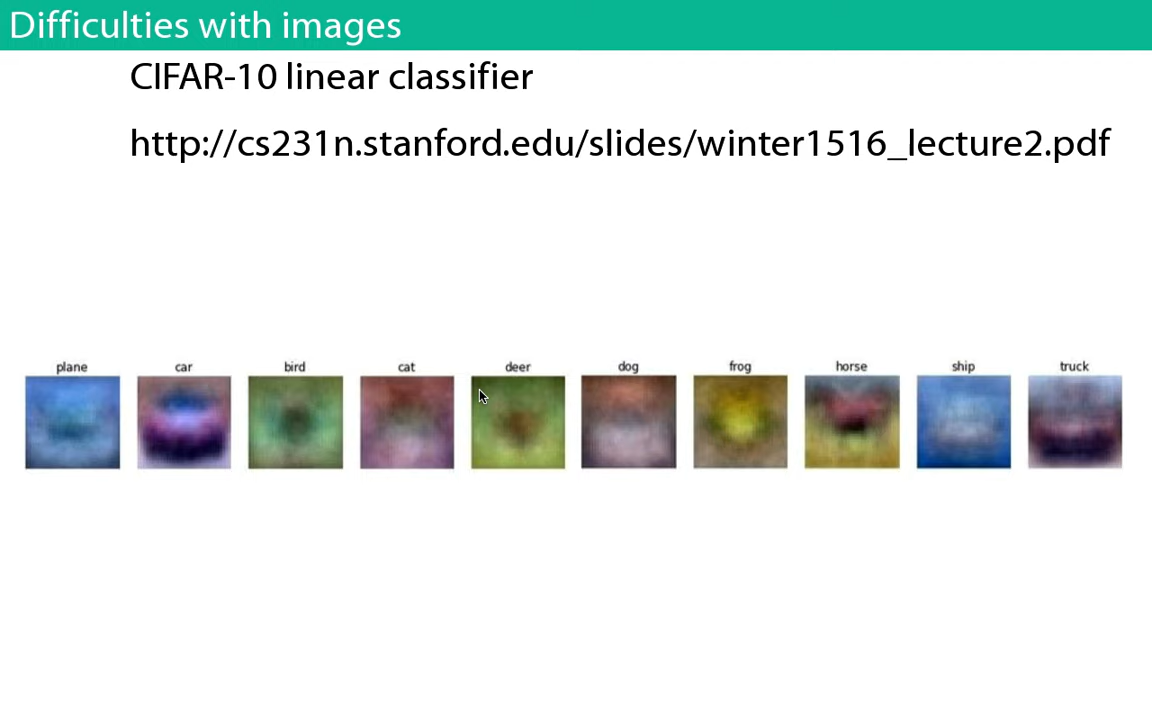 Difficulties with images
CIFAR-10 linear classifier
http://cs231n.stanford.edu/slides/winter1516_lecture2.pdf
plane car bird cat deer dog frog horse ship truck